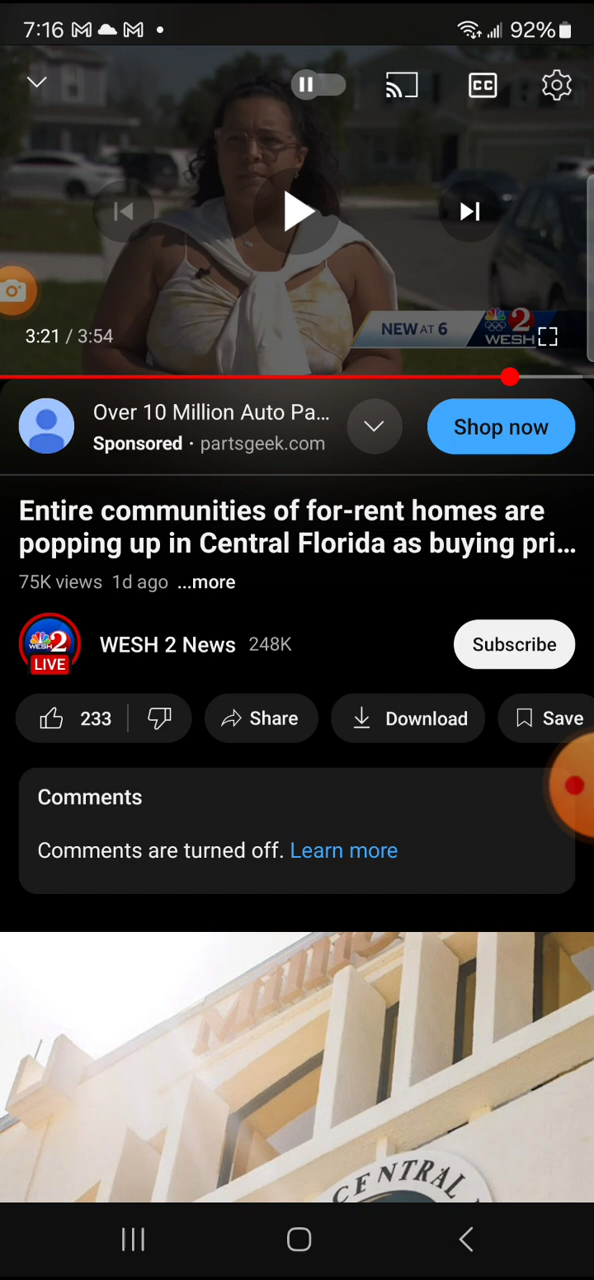 7:16
92%
CC
3:21 / 3:54
NEW AT 6
2
WESH
Over 10 Million Auto Pa...
Sponsored · partsgeek.com
Shop now
Entire communities of for-rent homes are
popping up in Central Florida as buying pri...
75K views 1d ago ...more
WESH 2
LIVE
WESH 2 News 248K
Subscribe
233
Share
Download
Save
Comments
Comments are turned off. Learn more
CENTRAL